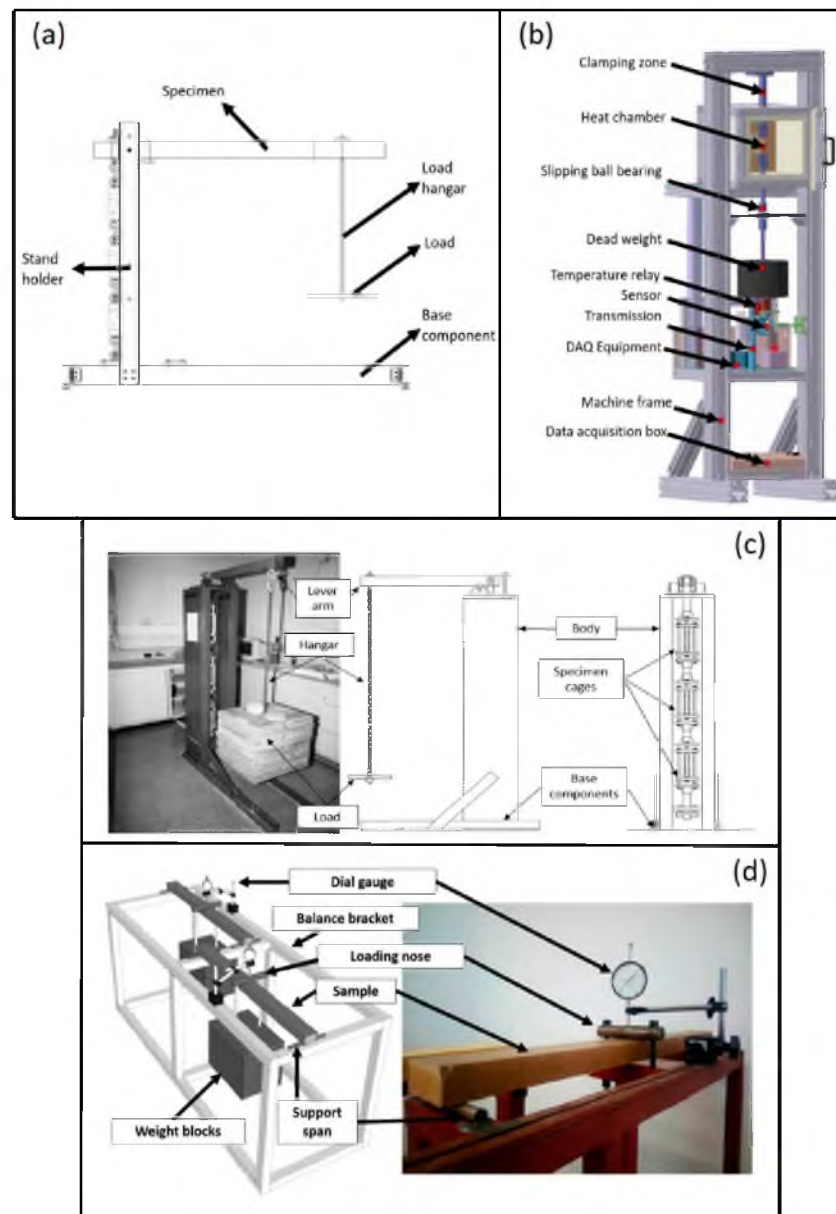 (a)
Specimen
Load
hangar
Load
Stand
holder
Base
component
(b)
Clamping zone
Heat chamber
Slipping ball bearing
Dead weight
Temperature relay
Sensor
Transmission
DAQ Equipment
Machine frame
Data acquisition box
(c)
Lever
arm
Hangar
Load
Body
Specimen
cages
Base
components
(d)
Dial gauge
Balance bracket
Loading nose
Sample
Support
span
Weight blocks